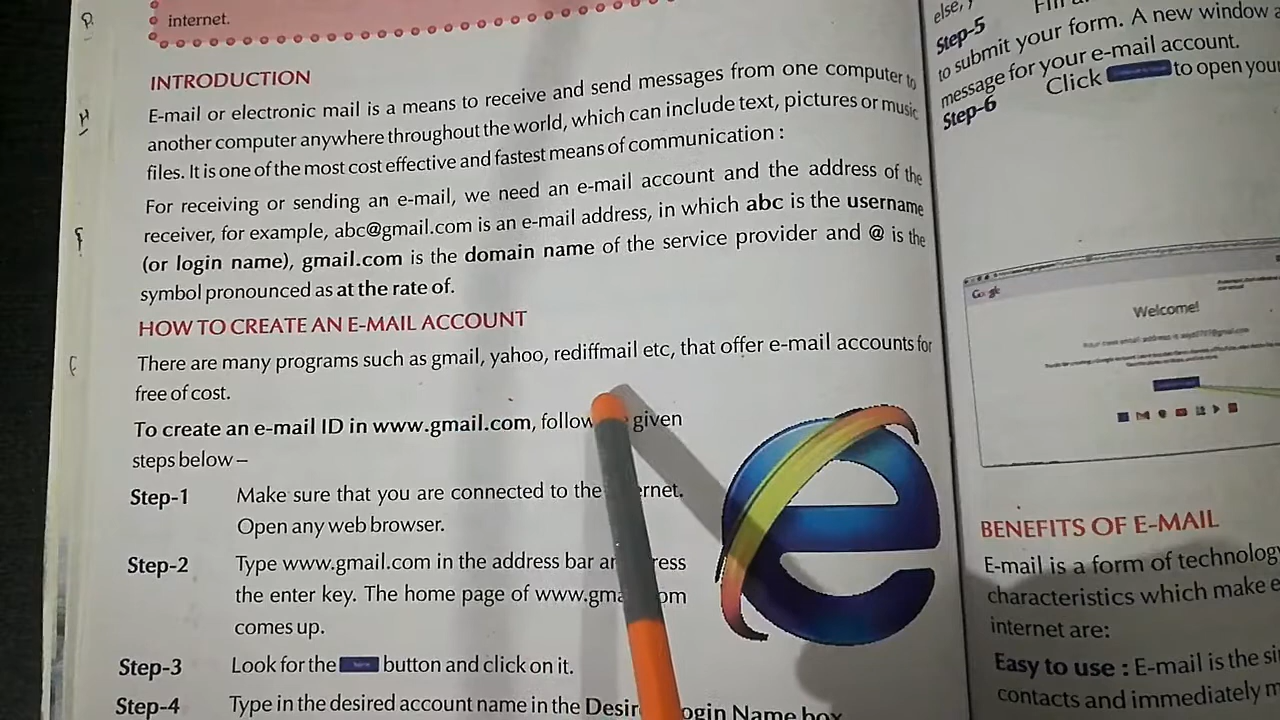 internet.
INTRODUCTION
E-mail or electronic mail is a means to receive and send messages from one computer to
another computer anywhere throughout the world, which can include text, pictures or music
files. It is one of the most cost effective and fastest means of communication :
For receiving or sending an e-mail, we need an e-mail account and the address of the
receiver, for example, abc@gmail.com is an e-mail address, in which abc is the username
(or login name), gmail.com is the domain name of the service provider and @ is the
symbol pronounced as at the rate of.
HOW TO CREATE AN E-MAIL ACCOUNT
There are many programs such as gmail, yahoo, rediffmail etc, that offer e-mail accounts for
free of cost.
To create an e-mail ID in www.gmail.com, follow given
steps below –
Step-1 Make sure that you are connected to the ernet.
Open any web browser.
Step-2 Type www.gmail.com in the address bar ress
the enter key. The home page of www.gma om
comes up.
Step-3 Look for the button and click on it.
Step-4 Type in the desired account name in the Desir ogin Name box
else,
Step-5
to submit your form. A new window
message for your e-mail account.
Step-6 Click to open your
Google
Welcome!
BENEFITS OF E-MAIL
E-mail is a form of technology
characteristics which make
internet are:
Easy to use : E-mail is the
contacts and immediately